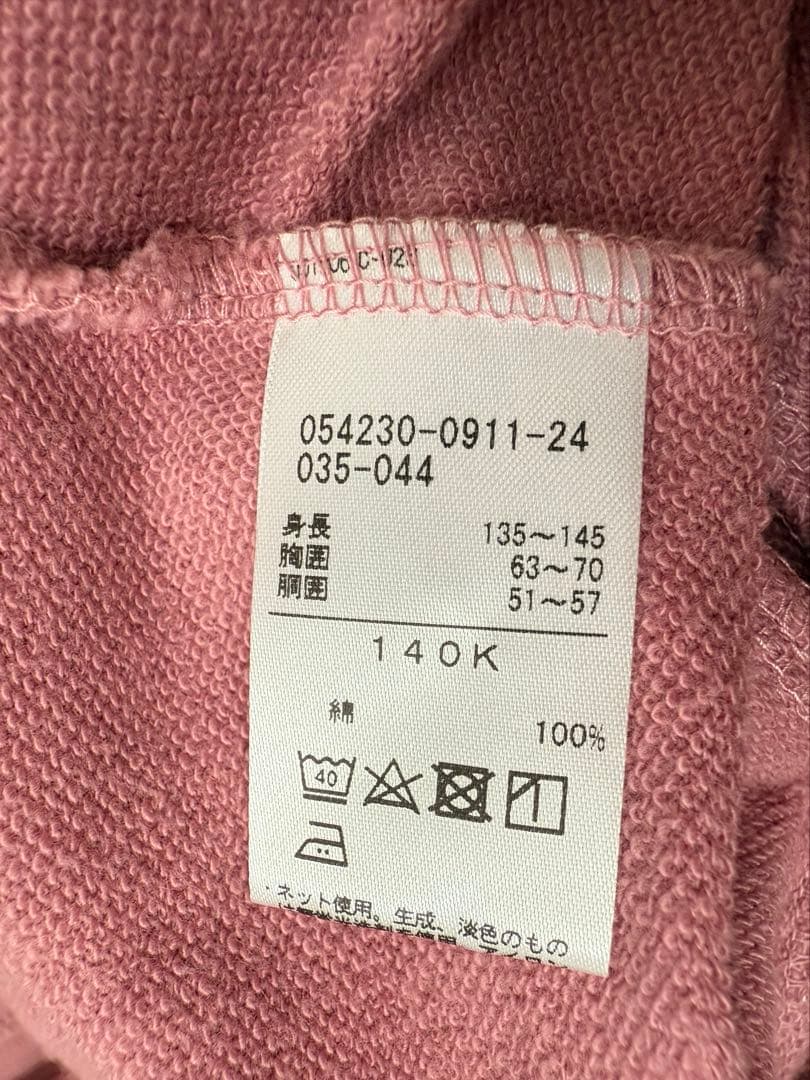 054230-0911-24
035-044
身長 135～145
胸囲 63～70
胴囲 51～57
140K
綿 100%
40
・ネット使用。生成、淡色のもの